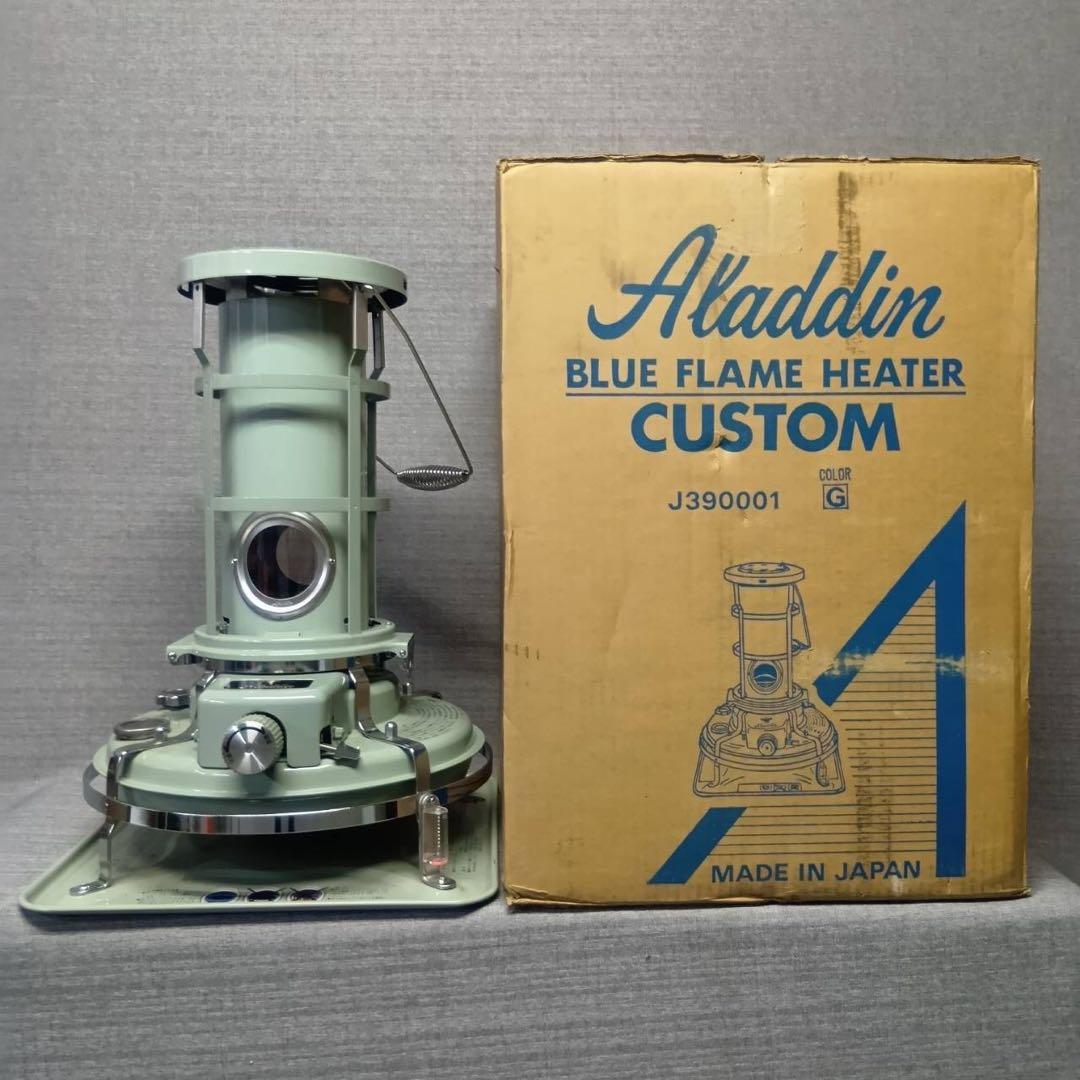 Aladdin
BLUE FLAME HEATER
CUSTOM
COLOR
J390001 G
MADE IN JAPAN